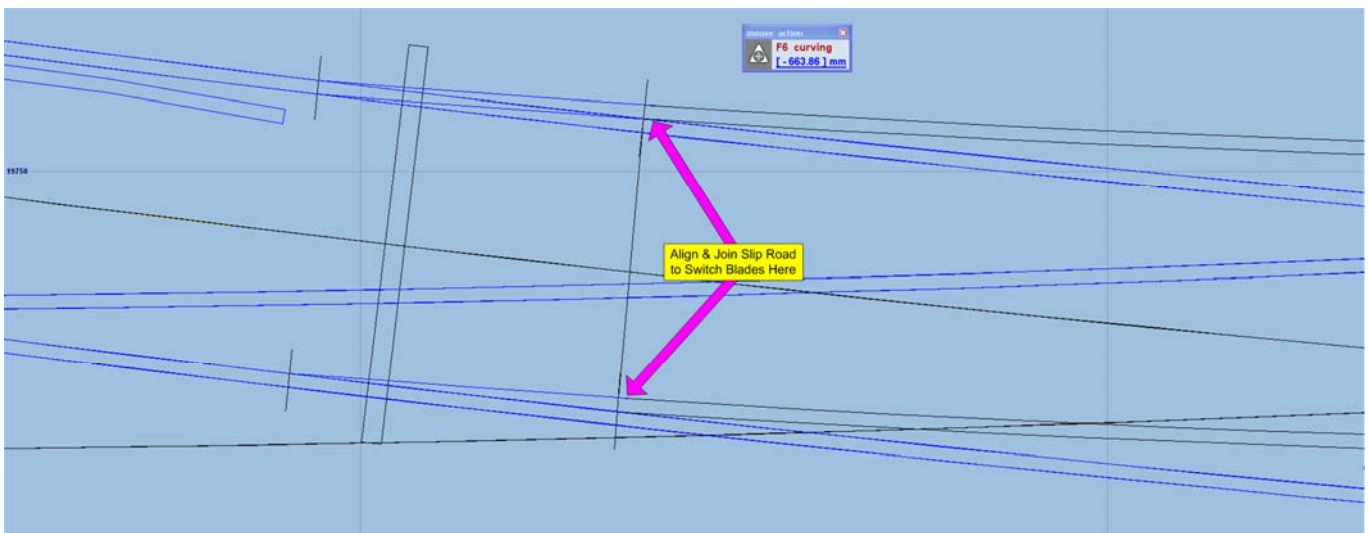 mouse action
F6 curving
[ - 663.86 ] mm
19750
Align & Join Slip Road
to Switch Blades Here